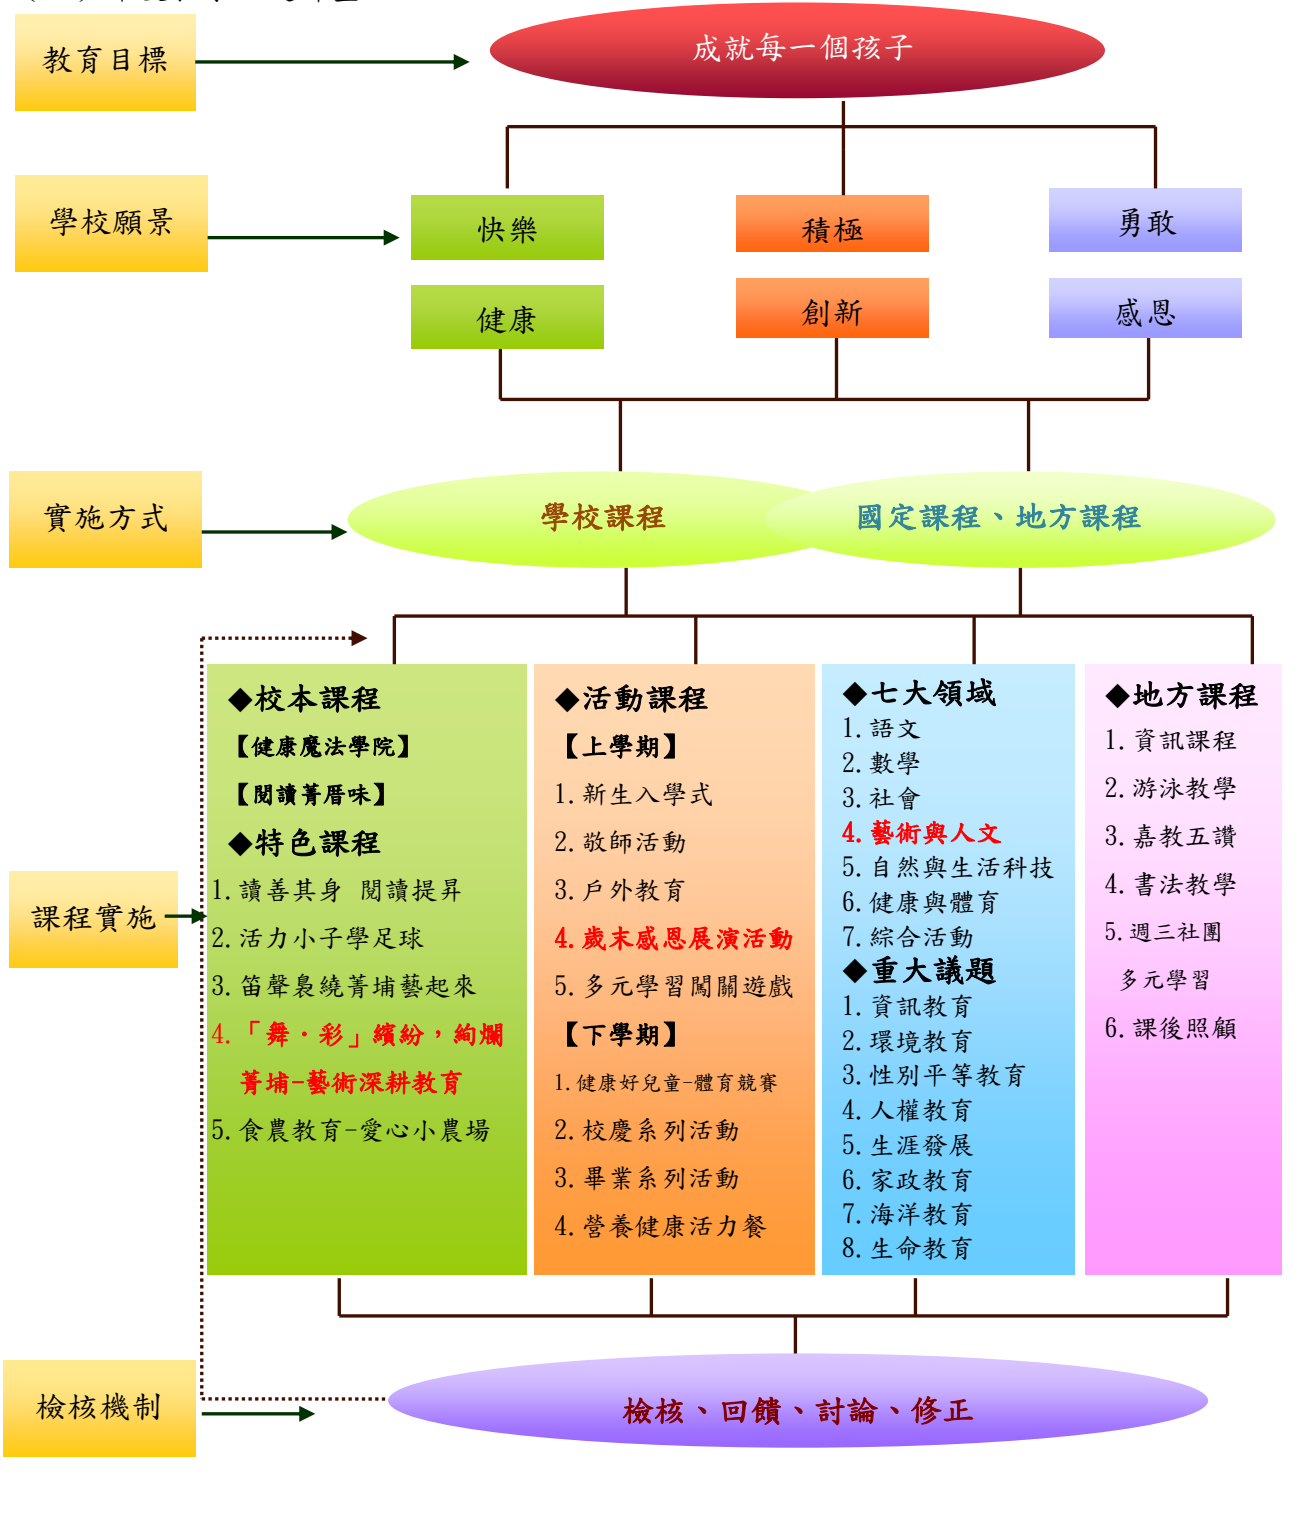 教育目標
成就每一個孩子
學校願景
快樂
積極
勇敢
健康
創新
感恩
實施方式
學校課程
國定課程、地方課程
課程實施
◆校本課程
【健康魔法學院】
【閱讀菁厝味】
◆特色課程
1.讀善其身 閱讀提昇
2.活力小子學足球
3.笛聲裊繞菁埔藝起來
4.「舞．彩」繽紛，絢爛
菁埔-藝術深耕教育
5.食農教育-愛心小農場
◆活動課程
【上學期】
1.新生入學式
2.敬師活動
3.戶外教育
4.歲末感恩展演活動
5.多元學習闖關遊戲
【下學期】
1.健康好兒童-體育競賽
2.校慶系列活動
3.畢業系列活動
4.營養健康活力餐
◆七大領域
1.語文
2.數學
3.社會
4.藝術與人文
5.自然與生活科技
6.健康與體育
7.綜合活動
◆重大議題
1.資訊教育
2.環境教育
3.性別平等教育
4.人權教育
5.生涯發展
6.家政教育
7.海洋教育
8.生命教育
◆地方課程
1.資訊課程
2.游泳教學
3.嘉教五讚
4.書法教學
5.週三社團
多元學習
6.課後照顧
檢核機制
檢核、回饋、討論、修正